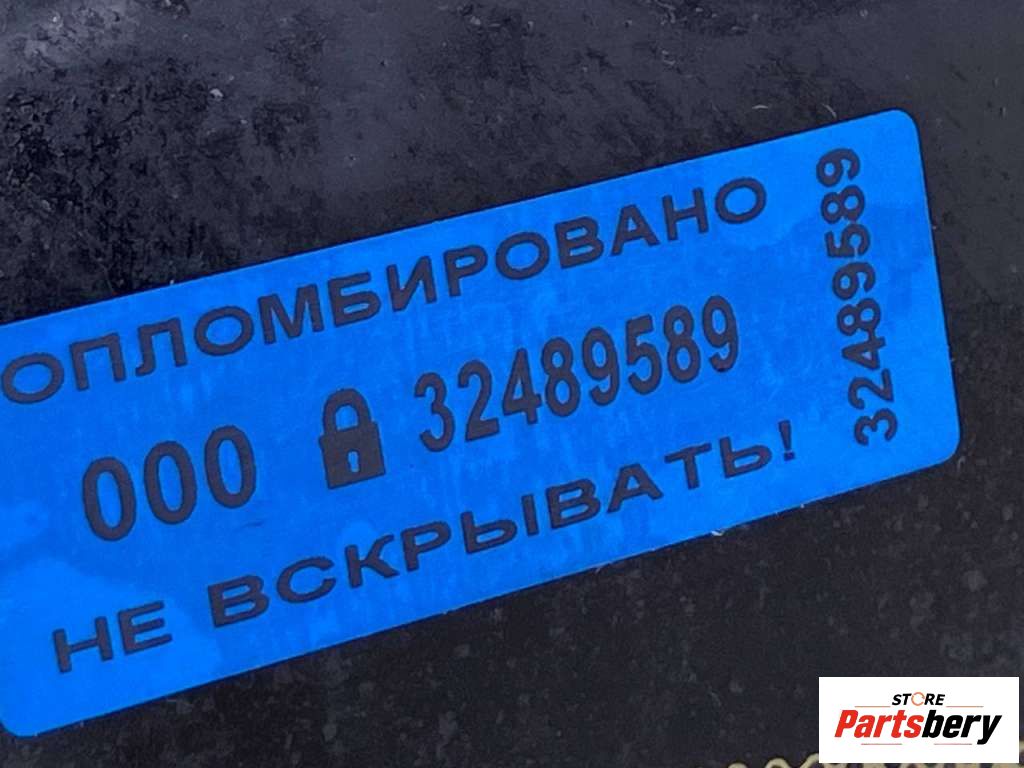 ОПЛОМБИРОВАНО
000 32489589
НЕ ВСКРЫВАТЬ!
32489589
STORE
Partsbery